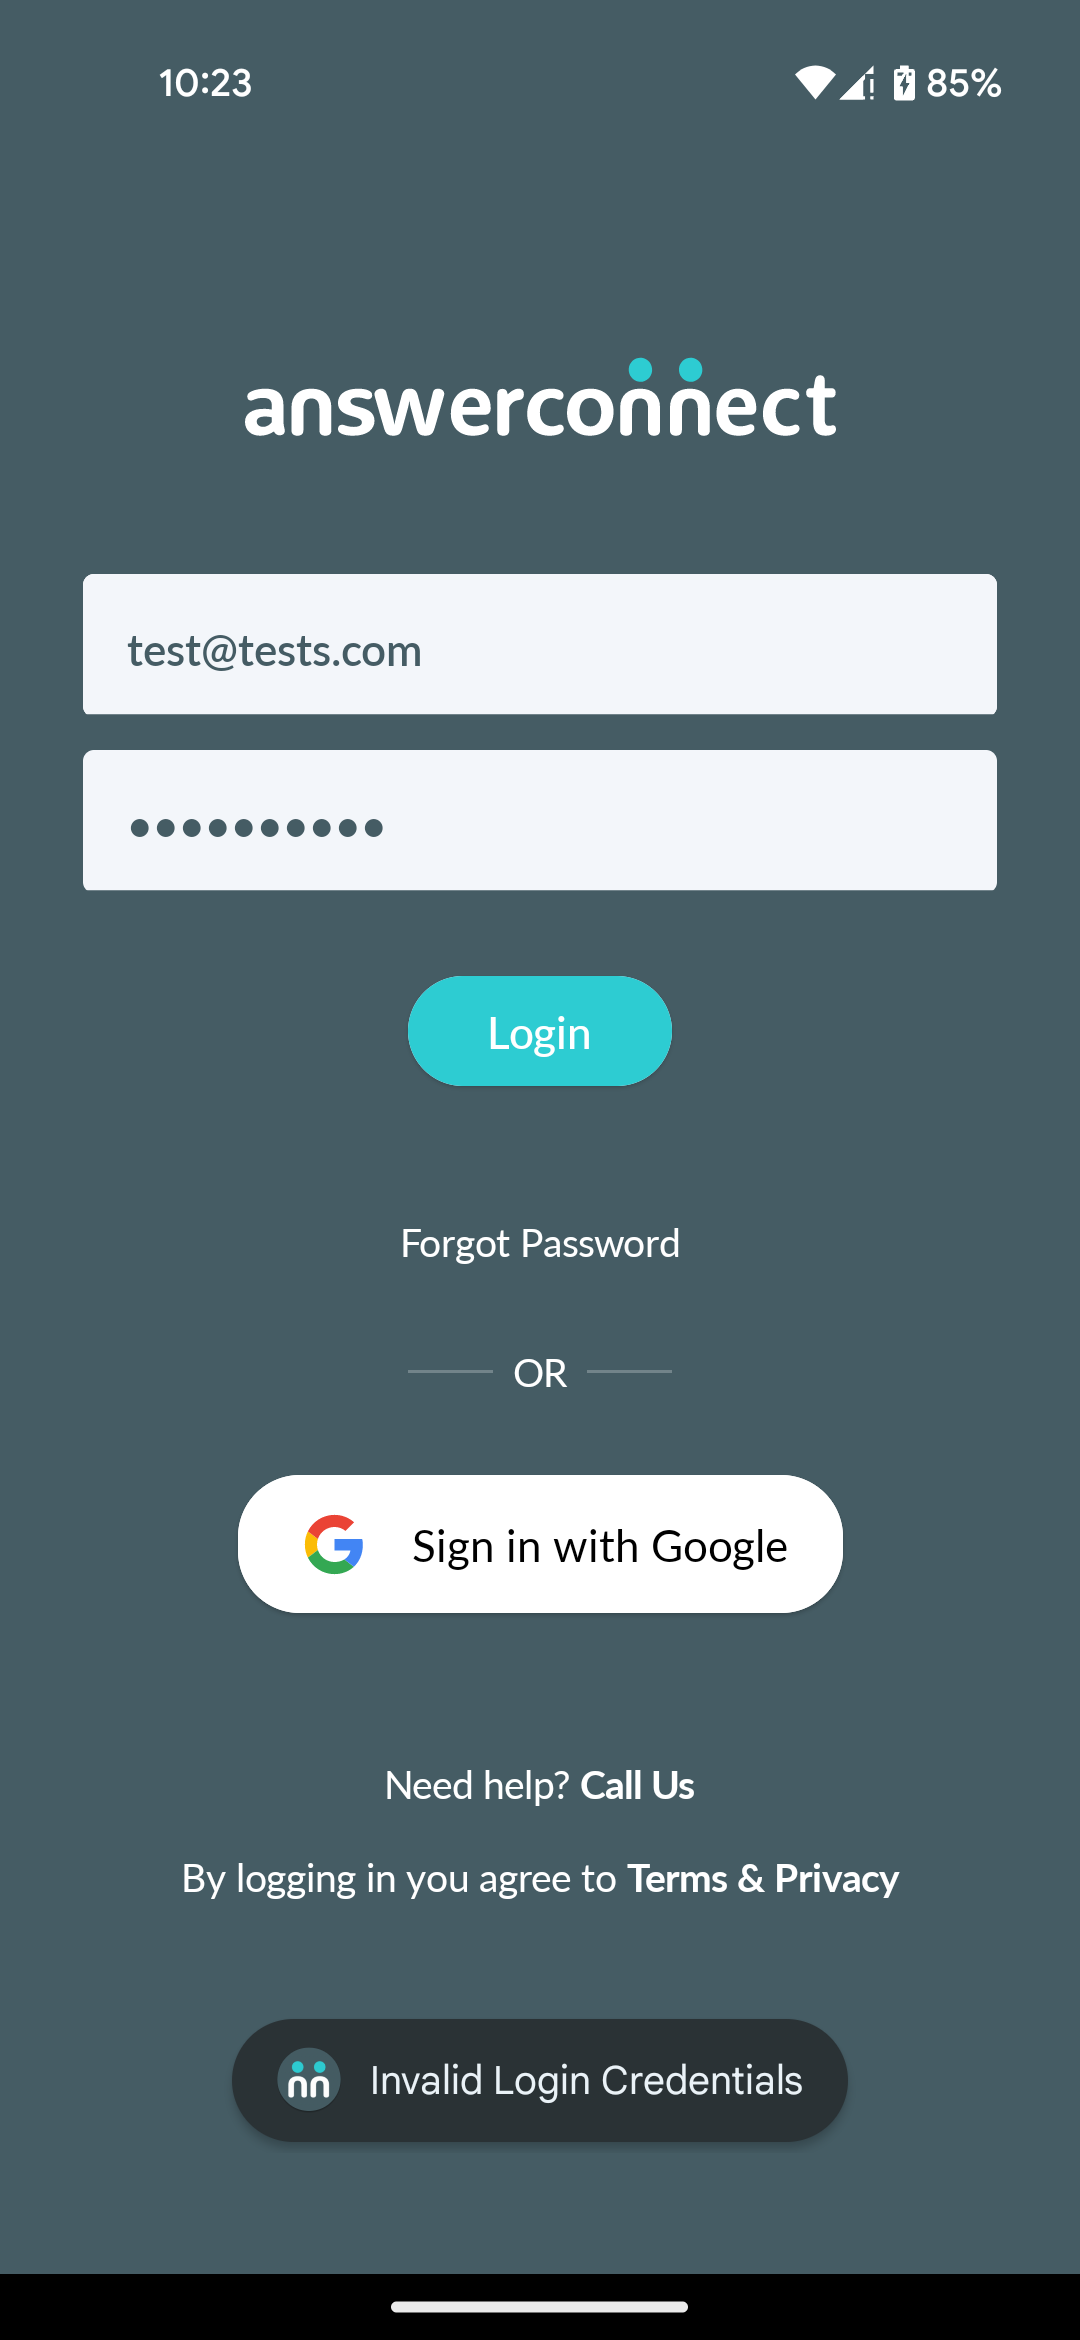 10:23 85%
answerconnect
test@tests.com
••••••••••
Login
Forgot Password
OR
Sign in with Google
Need help? Call Us
By logging in you agree to Terms & Privacy
Invalid Login Credentials